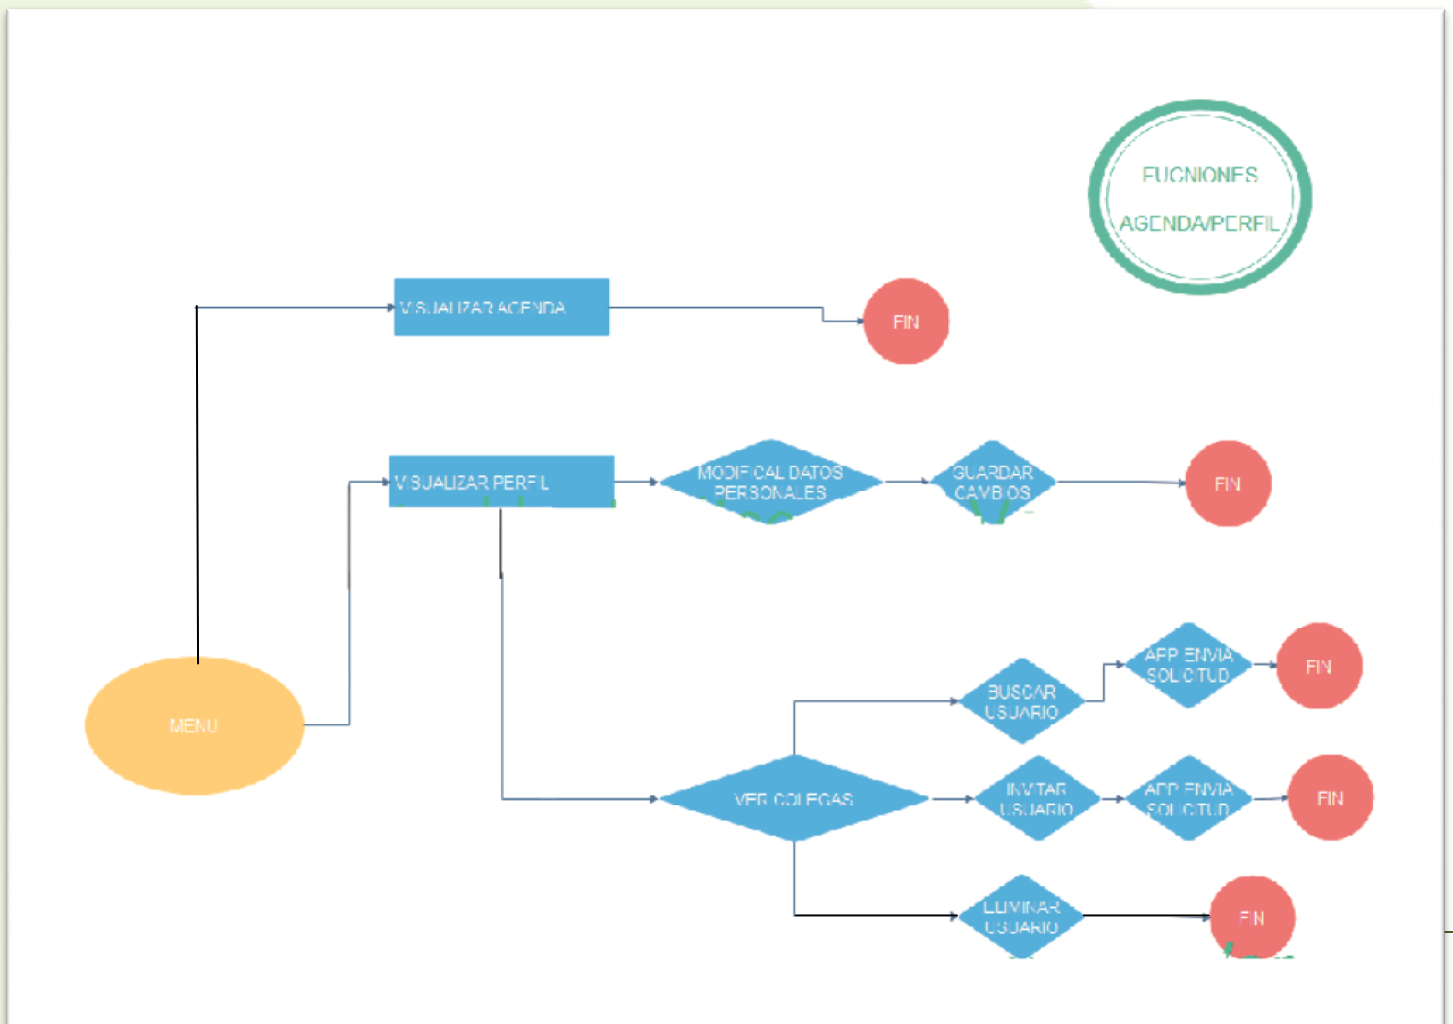 FUCNIONES
AGENDA/PERFIL
VISUALIZAR AGENDA
FIN
VISUALIZAR PERFIL
MODIFICAL DATOS
PERSONALES
GUARDAR
CAMBIOS
FIN
MENU
BUSCAR
USUARIO
APP ENVIA
SOLICITUD
FIN
VER COLEGAS
INVITAR
USUARIO
APP ENVIA
SOLICITUD
FIN
ELIMINAR
USUARIO
FIN